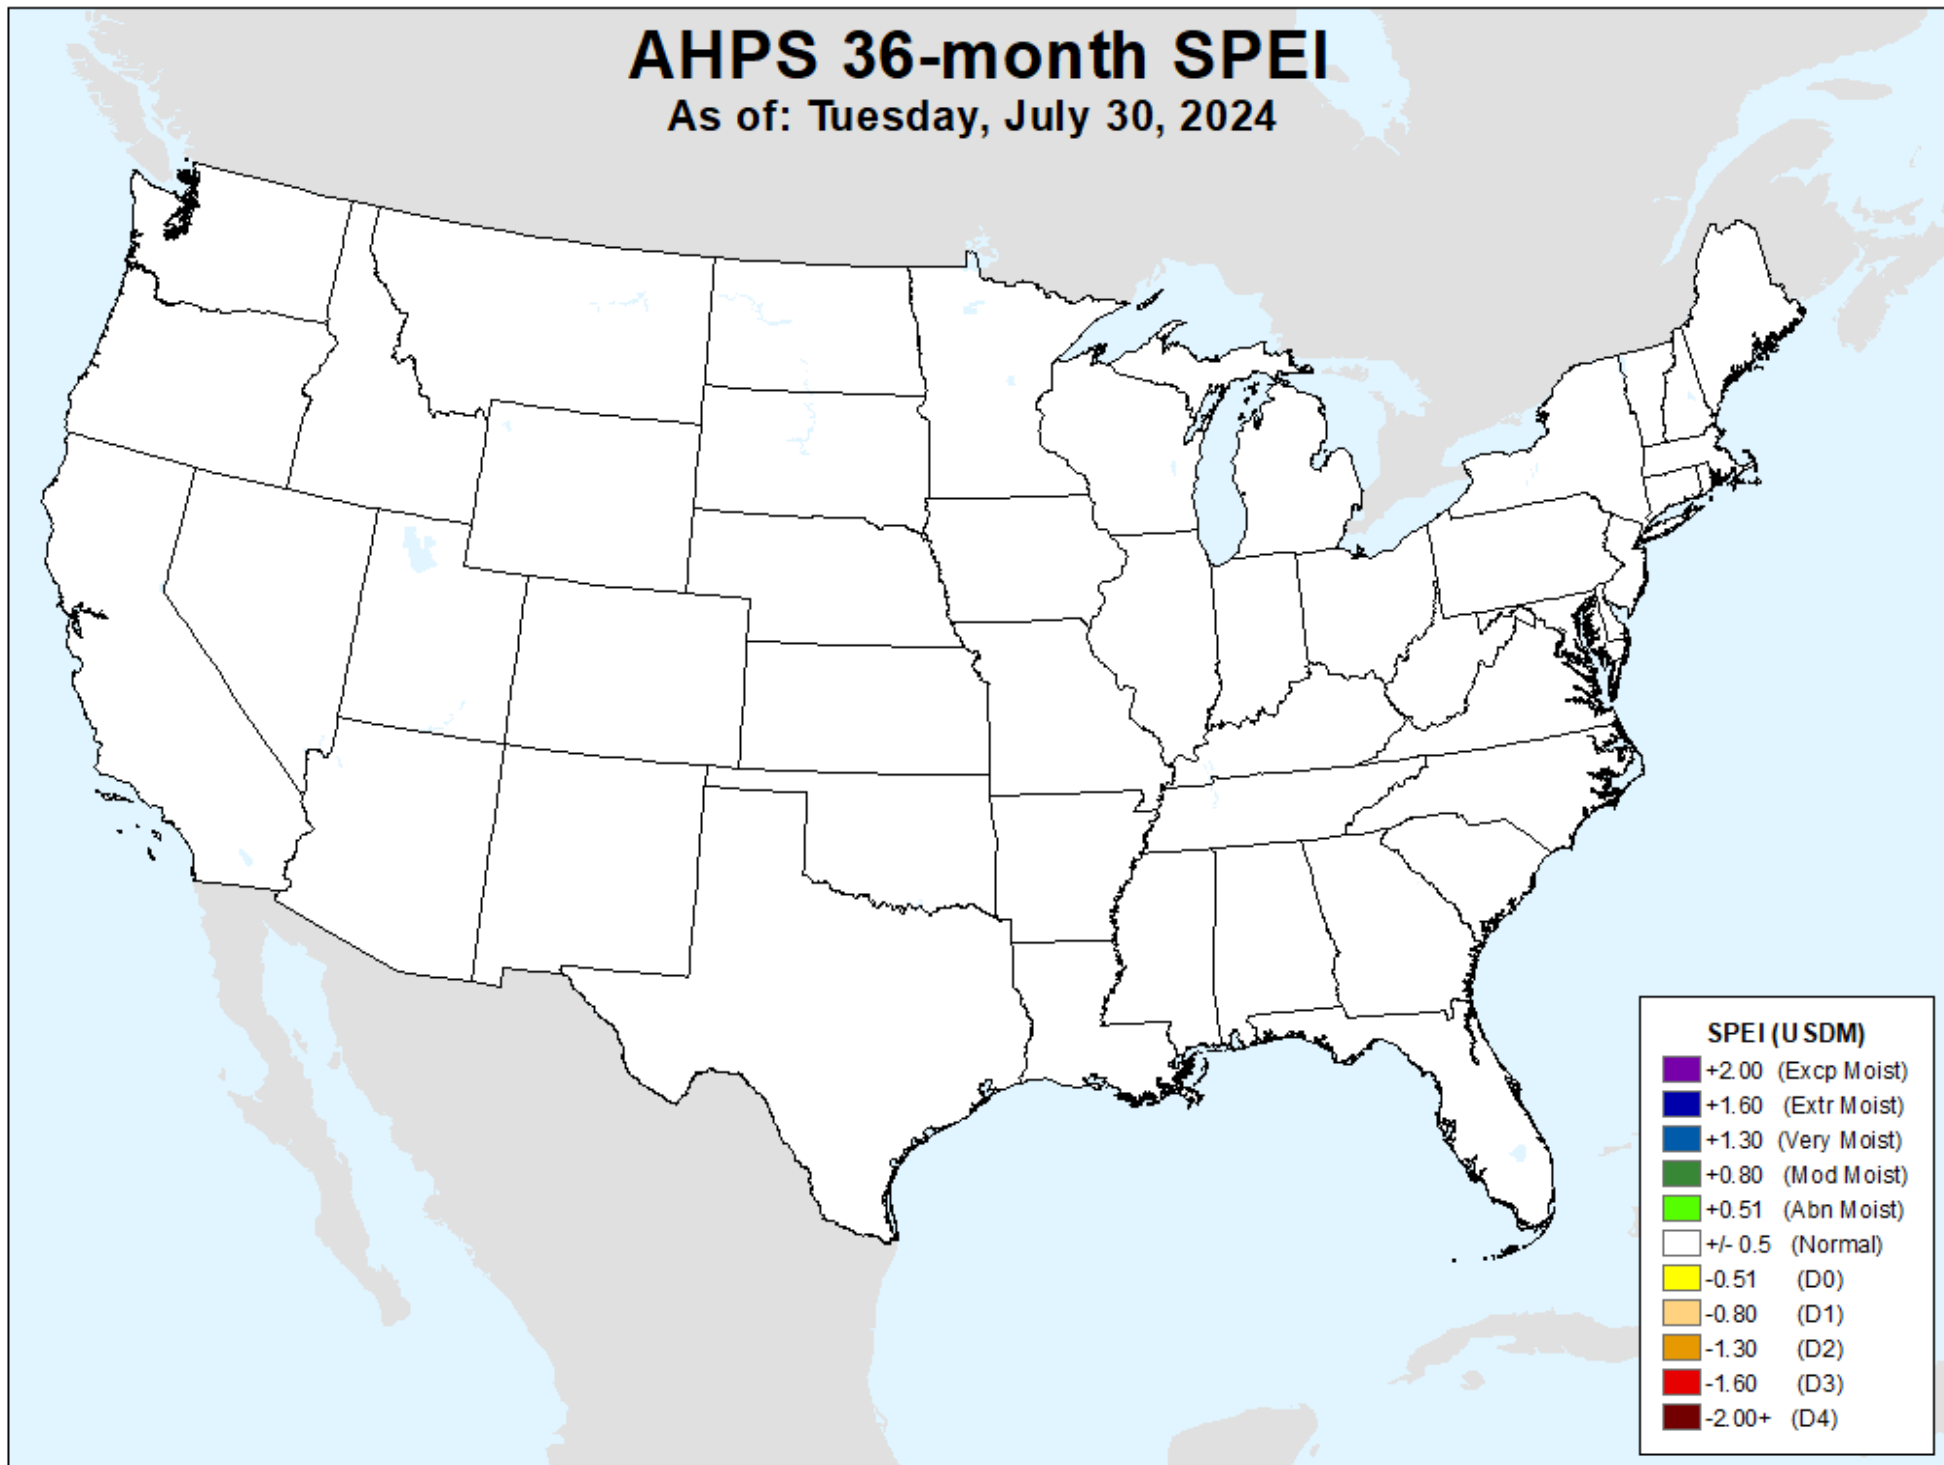 AHPS 36-month SPEI
As of: Tuesday, July 30, 2024
SPEI (USDM)
+2.00 (Excp Moist)
+1.60 (Extr Moist)
+1.30 (Very Moist)
+0.80 (Mod Moist)
+0.51 (Abn Moist)
+/- 0.5 (Normal)
-0.51 (D0)
-0.80 (D1)
-1.30 (D2)
-1.60 (D3)
-2.00+ (D4)